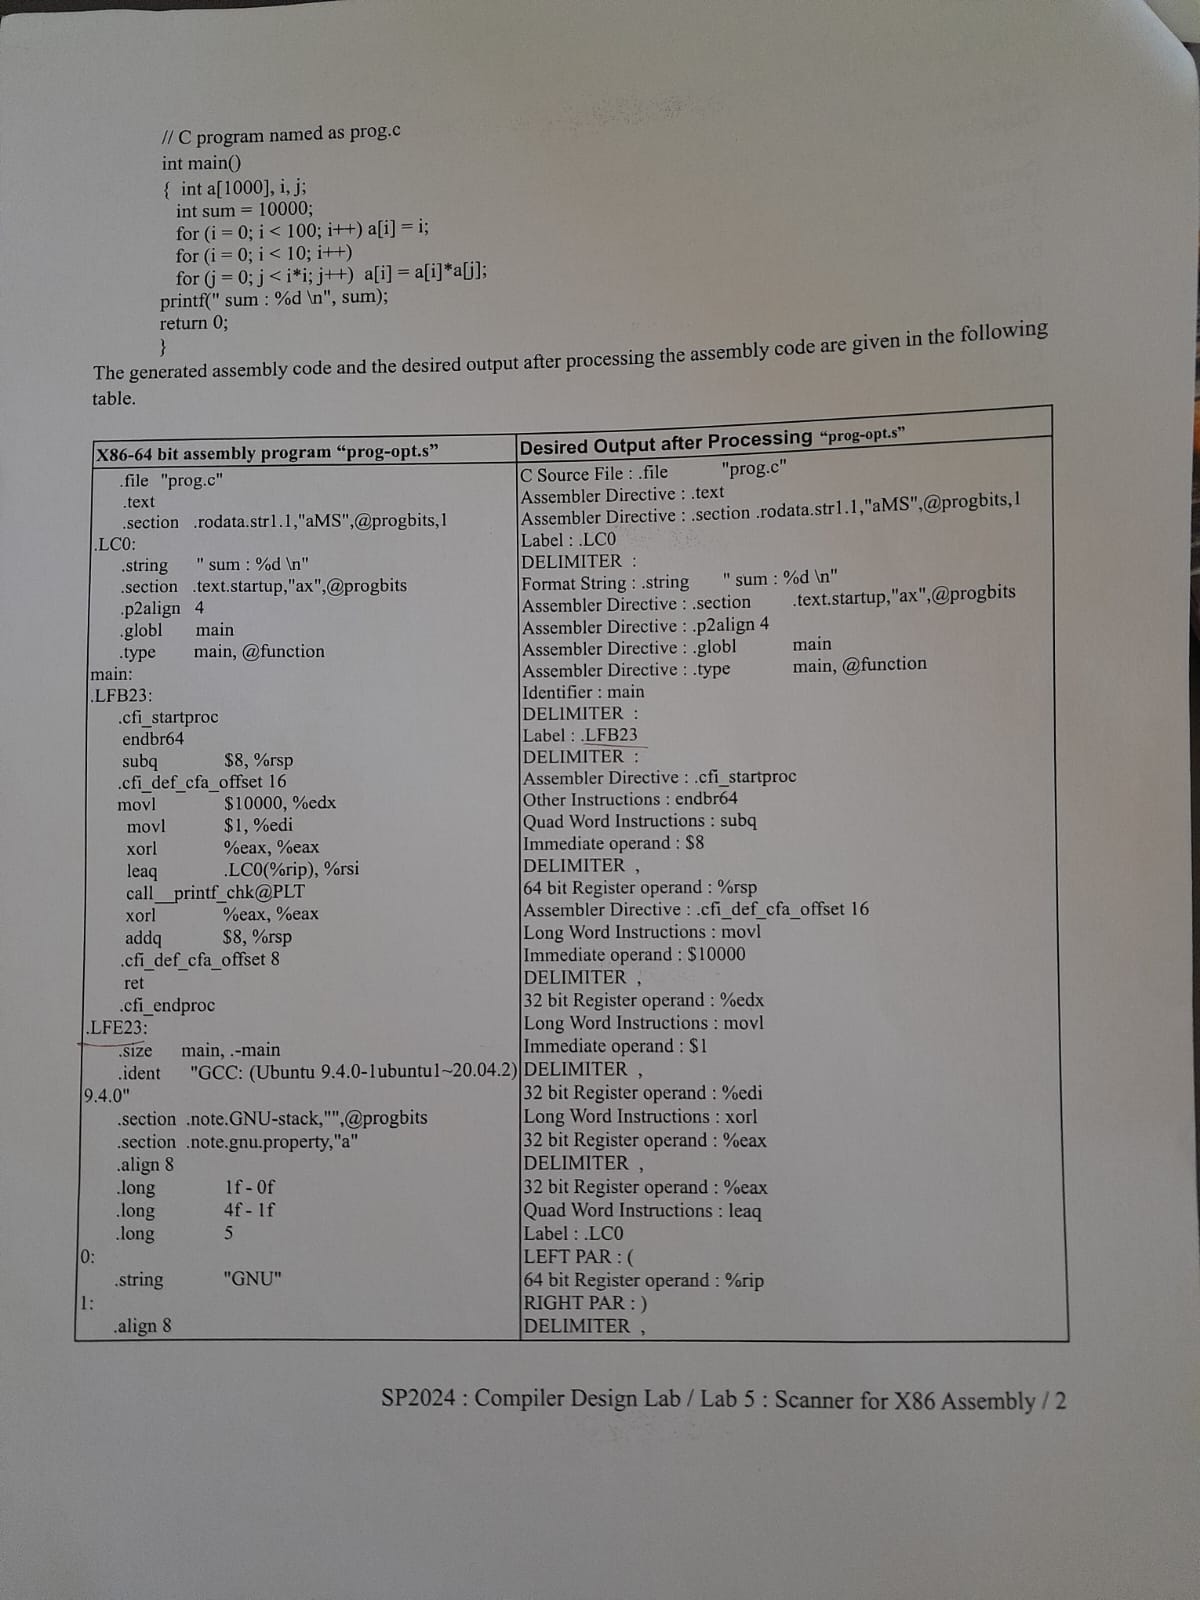 // C program named as prog.c
int main()
{ int a[1000], i, j;
int sum = 10000;
for (i = 0; i < 100; i++) a[i] = i;
for (i = 0; i < 10; i++)
for (j = 0; j < i*i; j++) a[i] = a[i]*a[j];
printf(" sum : %d \n", sum);
return 0;
}
The generated assembly code and the desired output after processing the assembly code are given in the following
table.
X86-64 bit assembly program “prog-opt.s”
.file "prog.c"
.text
.section .rodata.str1.1,"aMS",@progbits,1
.LC0:
.string " sum : %d \n"
.section .text.startup,"ax",@progbits
.p2align 4
.globl main
.type main, @function
main:
.LFB23:
.cfi_startproc
endbr64
subq $8, %rsp
.cfi_def_cfa_offset 16
movl $10000, %edx
movl $1, %edi
xorl %eax, %eax
leaq .LC0(%rip), %rsi
call __printf_chk@PLT
xorl %eax, %eax
addq $8, %rsp
.cfi_def_cfa_offset 8
ret
.cfi_endproc
.LFE23:
.size main, .-main
.ident "GCC: (Ubuntu 9.4.0-1ubuntu1~20.04.2)
9.4.0"
.section .note.GNU-stack,"",@progbits
.section .note.gnu.property,"a"
.align 8
.long 1f - 0f
.long 4f - 1f
.long 5
0:
.string "GNU"
1:
.align 8
Desired Output after Processing “prog-opt.s”
C Source File : .file "prog.c"
Assembler Directive : .text
Assembler Directive : .section .rodata.str1.1,"aMS",@progbits,1
Label : .LC0
DELIMITER :
Format String : .string " sum : %d \n"
Assembler Directive : .section .text.startup,"ax",@progbits
Assembler Directive : .p2align 4
Assembler Directive : .globl main
Assembler Directive : .type main, @function
Identifier : main
DELIMITER :
Label : .LFB23
DELIMITER :
Assembler Directive : .cfi_startproc
Other Instructions : endbr64
Quad Word Instructions : subq
Immediate operand : $8
DELIMITER ,
64 bit Register operand : %rsp
Assembler Directive : .cfi_def_cfa_offset 16
Long Word Instructions : movl
Immediate operand : $10000
DELIMITER ,
32 bit Register operand : %edx
Long Word Instructions : movl
Immediate operand : $1
DELIMITER ,
32 bit Register operand : %edi
Long Word Instructions : xorl
32 bit Register operand : %eax
DELIMITER ,
32 bit Register operand : %eax
Quad Word Instructions : leaq
Label : .LC0
LEFT PAR : (
64 bit Register operand : %rip
RIGHT PAR : )
DELIMITER ,
SP2024 : Compiler Design Lab / Lab 5 : Scanner for X86 Assembly / 2